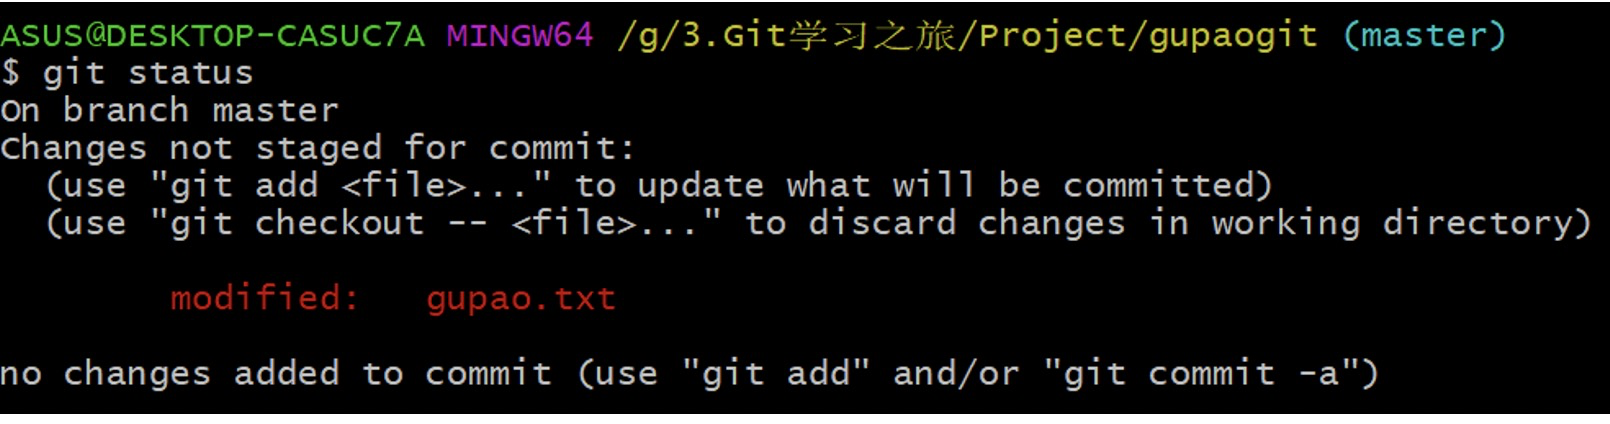 ASUS@DESKTOP-CASUC7A MINGW64 /g/3.Git学习之旅/Project/gupaogit (master)
$ git status
On branch master
Changes not staged for commit:
  (use "git add <file>..." to update what will be committed)
  (use "git checkout -- <file>..." to discard changes in working directory)
        modified:   gupao.txt
no changes added to commit (use "git add" and/or "git commit -a")